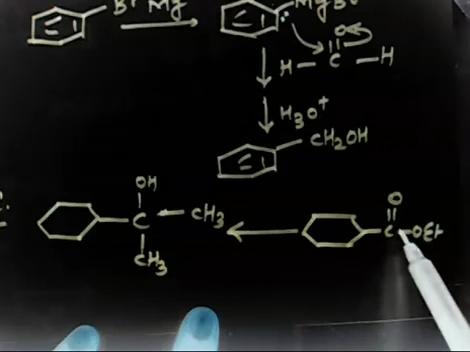 Br Mg MgBr
O
H - C - H
H3O+
CH2OH
OH
C - CH3
CH3
O
C - OEt